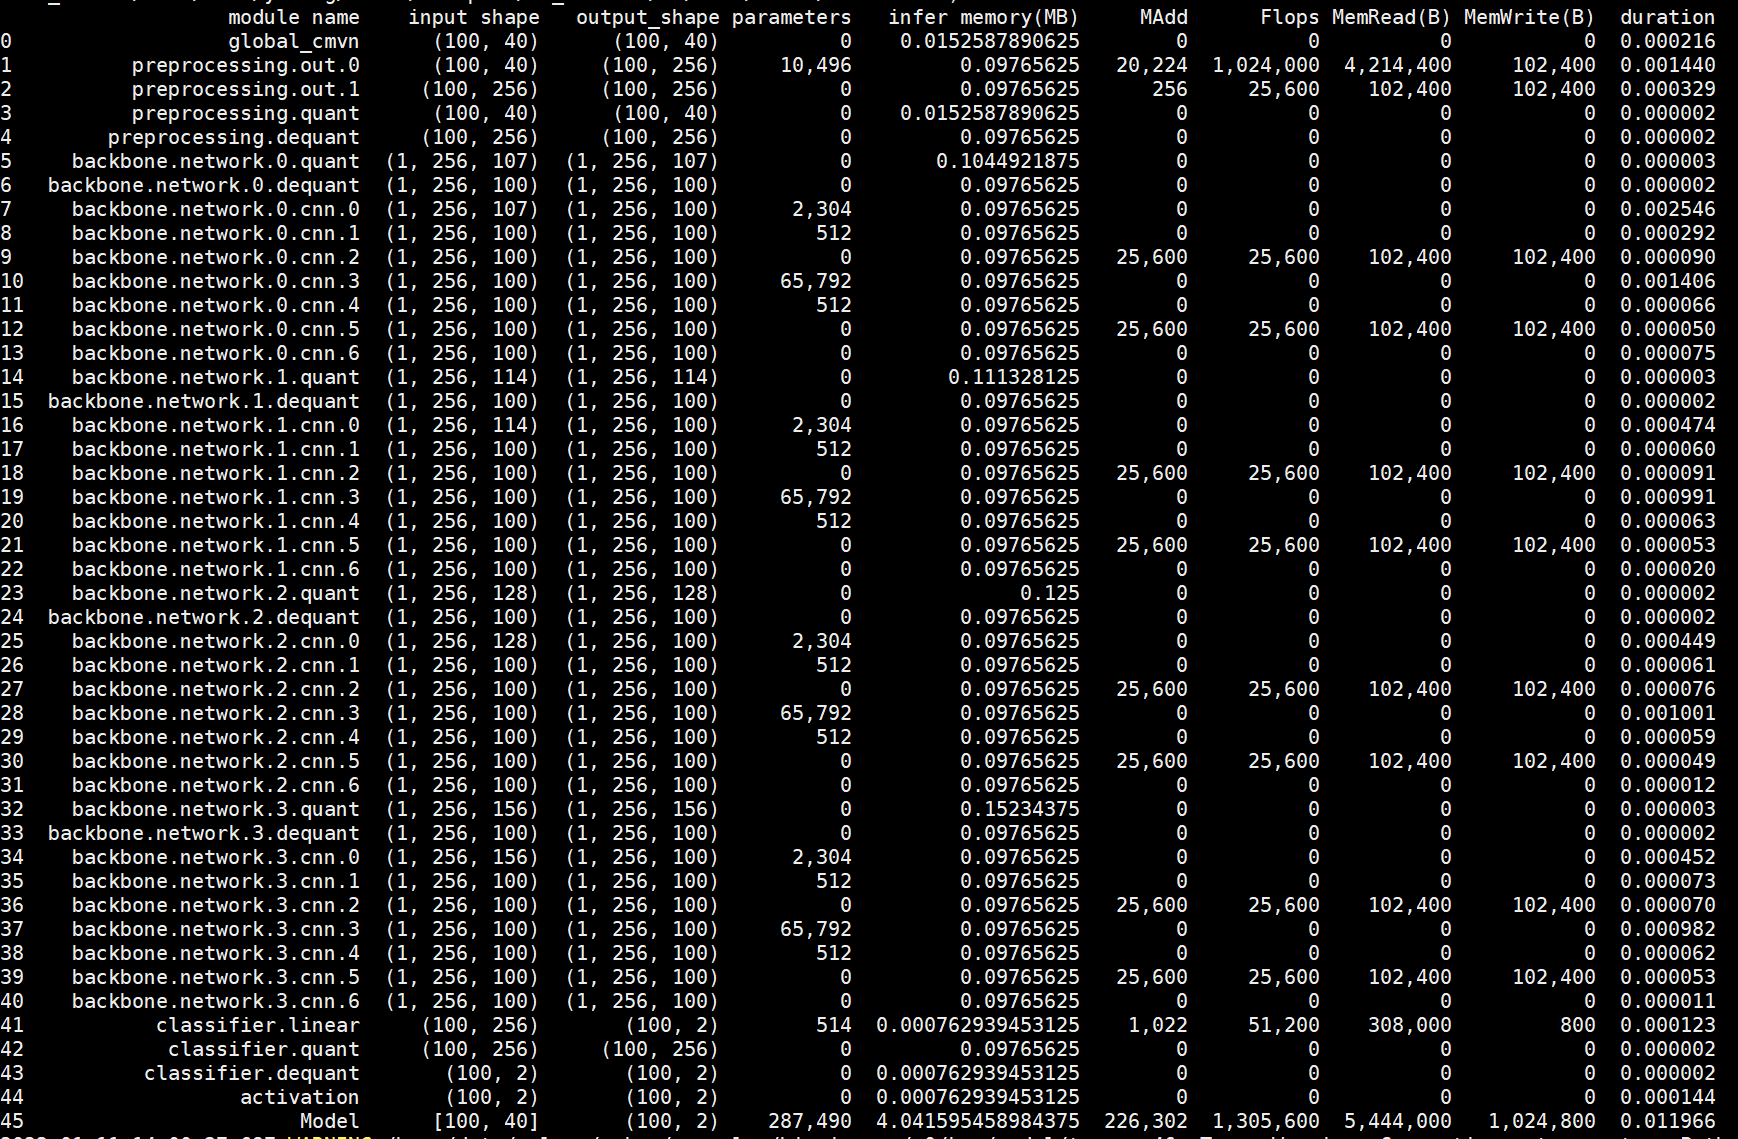 module name input shape output_shape parameters infer memory(MB) MAdd Flops MemRead(B) MemWrite(B) duration
0 global_cmvn (100, 40) (100, 40) 0 0.0152587890625 0 0 0 0 0.000216
1 preprocessing.out.0 (100, 40) (100, 256) 10,496 0.09765625 20,224 1,024,000 4,214,400 102,400 0.001440
2 preprocessing.out.1 (100, 256) (100, 256) 0 0.09765625 256 25,600 102,400 102,400 0.000329
3 preprocessing.quant (100, 40) (100, 40) 0 0.0152587890625 0 0 0 0 0.000002
4 preprocessing.dequant (100, 256) (100, 256) 0 0.09765625 0 0 0 0 0.000002
5 backbone.network.0.quant (1, 256, 107) (1, 256, 107) 0 0.1044921875 0 0 0 0 0.000003
6 backbone.network.0.dequant (1, 256, 100) (1, 256, 100) 0 0.09765625 0 0 0 0 0.000002
7 backbone.network.0.cnn.0 (1, 256, 107) (1, 256, 100) 2,304 0.09765625 0 0 0 0 0.002546
8 backbone.network.0.cnn.1 (1, 256, 100) (1, 256, 100) 512 0.09765625 0 0 0 0 0.000292
9 backbone.network.0.cnn.2 (1, 256, 100) (1, 256, 100) 0 0.09765625 25,600 25,600 102,400 102,400 0.000090
10 backbone.network.0.cnn.3 (1, 256, 100) (1, 256, 100) 65,792 0.09765625 0 0 0 0 0.001406
11 backbone.network.0.cnn.4 (1, 256, 100) (1, 256, 100) 512 0.09765625 0 0 0 0 0.000066
12 backbone.network.0.cnn.5 (1, 256, 100) (1, 256, 100) 0 0.09765625 25,600 25,600 102,400 102,400 0.000050
13 backbone.network.0.cnn.6 (1, 256, 100) (1, 256, 100) 0 0.09765625 0 0 0 0 0.000075
14 backbone.network.1.quant (1, 256, 114) (1, 256, 114) 0 0.111328125 0 0 0 0 0.000003
15 backbone.network.1.dequant (1, 256, 100) (1, 256, 100) 0 0.09765625 0 0 0 0 0.000002
16 backbone.network.1.cnn.0 (1, 256, 114) (1, 256, 100) 2,304 0.09765625 0 0 0 0 0.000474
17 backbone.network.1.cnn.1 (1, 256, 100) (1, 256, 100) 512 0.09765625 0 0 0 0 0.000060
18 backbone.network.1.cnn.2 (1, 256, 100) (1, 256, 100) 0 0.09765625 25,600 25,600 102,400 102,400 0.000091
19 backbone.network.1.cnn.3 (1, 256, 100) (1, 256, 100) 65,792 0.09765625 0 0 0 0 0.000991
20 backbone.network.1.cnn.4 (1, 256, 100) (1, 256, 100) 512 0.09765625 0 0 0 0 0.000063
21 backbone.network.1.cnn.5 (1, 256, 100) (1, 256, 100) 0 0.09765625 25,600 25,600 102,400 102,400 0.000053
22 backbone.network.1.cnn.6 (1, 256, 100) (1, 256, 100) 0 0.09765625 0 0 0 0 0.000020
23 backbone.network.2.quant (1, 256, 128) (1, 256, 128) 0 0.125 0 0 0 0 0.000002
24 backbone.network.2.dequant (1, 256, 100) (1, 256, 100) 0 0.09765625 0 0 0 0 0.000002
25 backbone.network.2.cnn.0 (1, 256, 128) (1, 256, 100) 2,304 0.09765625 0 0 0 0 0.000449
26 backbone.network.2.cnn.1 (1, 256, 100) (1, 256, 100) 512 0.09765625 0 0 0 0 0.000061
27 backbone.network.2.cnn.2 (1, 256, 100) (1, 256, 100) 0 0.09765625 25,600 25,600 102,400 102,400 0.000076
28 backbone.network.2.cnn.3 (1, 256, 100) (1, 256, 100) 65,792 0.09765625 0 0 0 0 0.001001
29 backbone.network.2.cnn.4 (1, 256, 100) (1, 256, 100) 512 0.09765625 0 0 0 0 0.000059
30 backbone.network.2.cnn.5 (1, 256, 100) (1, 256, 100) 0 0.09765625 25,600 25,600 102,400 102,400 0.000049
31 backbone.network.2.cnn.6 (1, 256, 100) (1, 256, 100) 0 0.09765625 0 0 0 0 0.000012
32 backbone.network.3.quant (1, 256, 156) (1, 256, 156) 0 0.15234375 0 0 0 0 0.000003
33 backbone.network.3.dequant (1, 256, 100) (1, 256, 100) 0 0.09765625 0 0 0 0 0.000002
34 backbone.network.3.cnn.0 (1, 256, 156) (1, 256, 100) 2,304 0.09765625 0 0 0 0 0.000452
35 backbone.network.3.cnn.1 (1, 256, 100) (1, 256, 100) 512 0.09765625 0 0 0 0 0.000073
36 backbone.network.3.cnn.2 (1, 256, 100) (1, 256, 100) 0 0.09765625 25,600 25,600 102,400 102,400 0.000070
37 backbone.network.3.cnn.3 (1, 256, 100) (1, 256, 100) 65,792 0.09765625 0 0 0 0 0.000982
38 backbone.network.3.cnn.4 (1, 256, 100) (1, 256, 100) 512 0.09765625 0 0 0 0 0.000062
39 backbone.network.3.cnn.5 (1, 256, 100) (1, 256, 100) 0 0.09765625 25,600 25,600 102,400 102,400 0.000053
40 backbone.network.3.cnn.6 (1, 256, 100) (1, 256, 100) 0 0.09765625 0 0 0 0 0.000011
41 classifier.linear (100, 256) (100, 2) 514 0.000762939453125 1,022 51,200 308,000 800 0.000123
42 classifier.quant (100, 256) (100, 256) 0 0.09765625 0 0 0 0 0.000002
43 classifier.dequant (100, 2) (100, 2) 0 0.000762939453125 0 0 0 0 0.000002
44 activation (100, 2) (100, 2) 0 0.000762939453125 0 0 0 0 0.000144
45 Model [100, 40] (100, 2) 287,490 4.041595458984375 226,302 1,305,600 5,444,000 1,024,800 0.011966